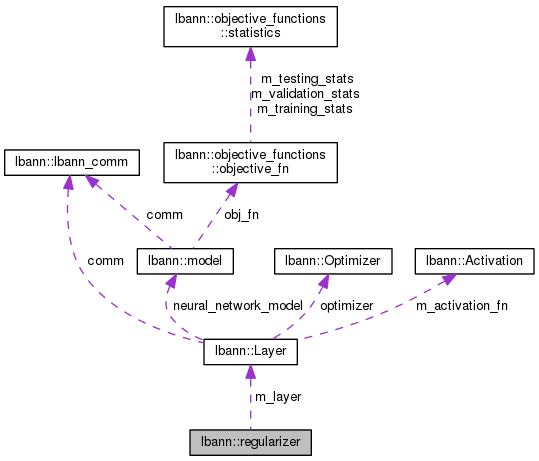 lbann::objective_functions
::statistics
m_testing_stats
m_validation_stats
m_training_stats
lbann::lbann_comm
lbann::objective_functions
::objective_fn
comm
obj_fn
comm
lbann::model
lbann::Optimizer
lbann::Activation
neural_network_model
optimizer
m_activation_fn
lbann::Layer
m_layer
lbann::regularizer